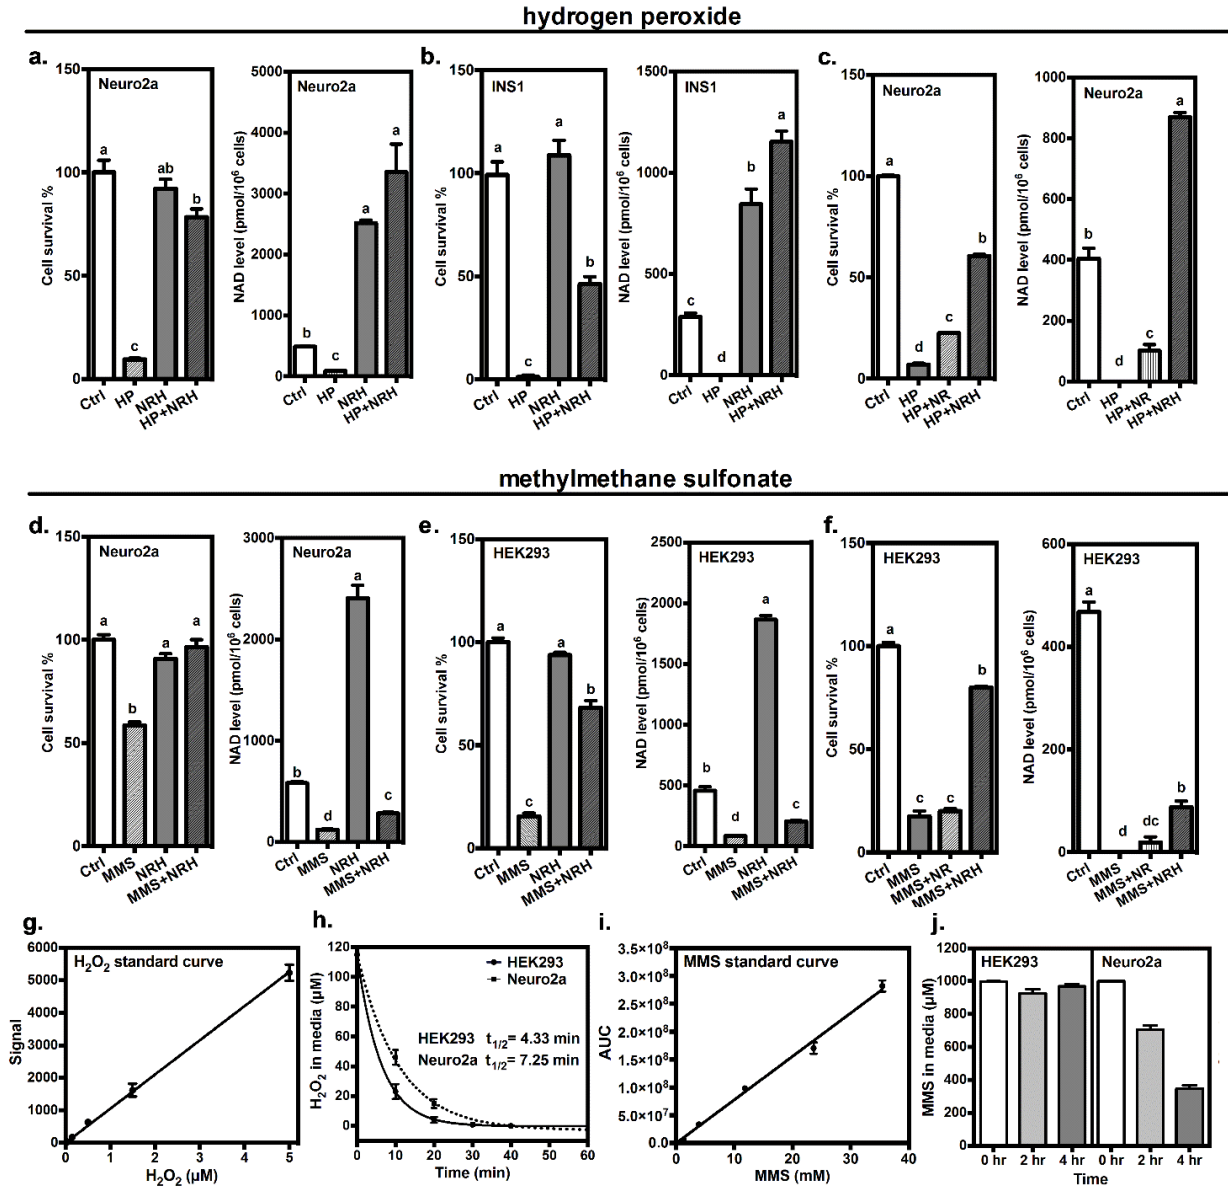 hydrogen peroxide
a.
Neuro2a
Cell survival %
150
100
50
0
a
c
ab
b
Ctrl
HP
NRH
HP+NRH
Neuro2a
NAD level (pmol/10⁶ cells)
5000
4000
3000
2000
1000
0
b
c
a
a
Ctrl
HP
NRH
HP+NRH
b.
INS1
Cell survival %
150
100
50
0
a
c
a
b
Ctrl
HP
NRH
HP+NRH
INS1
NAD level (pmol/10⁶ cells)
1500
1000
500
0
c
d
b
a
Ctrl
HP
NRH
HP+NRH
c.
Neuro2a
Cell survival %
150
100
50
0
a
d
c
b
Ctrl
HP
HP+NR
HP+NRH
Neuro2a
NAD level (pmol/10⁶ cells)
1000
800
600
400
200
0
b
d
c
a
Ctrl
HP
HP+NR
HP+NRH
methylmethane sulfonate
d.
Neuro2a
Cell survival %
150
100
50
0
a
b
a
a
Ctrl
MMS
NRH
MMS+NRH
Neuro2a
NAD level (pmol/10⁶ cells)
3000
2000
1000
0
b
d
a
c
Ctrl
MMS
NRH
MMS+NRH
e.
HEK293
Cell survival %
150
100
50
0
a
c
a
b
Ctrl
MMS
NRH
MMS+NRH
HEK293
NAD level (pmol/10⁶ cells)
2500
2000
1500
1000
500
0
b
d
a
c
Ctrl
MMS
NRH
MMS+NRH
f.
HEK293
Cell survival %
150
100
50
0
a
c
c
b
Ctrl
MMS
MMS+NR
MMS+NRH
HEK293
NAD level (pmol/10⁶ cells)
600
400
200
0
a
d
dc
b
Ctrl
MMS
MMS+NR
MMS+NRH
g.
H₂O₂ standard curve
Signal
6000
5000
4000
3000
2000
1000
0
0 1 2 3 4 5
H₂O₂ (µM)
h.
HEK293
Neuro2a
HEK293 t₁/₂= 4.33 min
Neuro2a t₁/₂= 7.25 min
H₂O₂ in media (µM)
120
100
80
60
40
20
0
0 10 20 30 40 50 60
Time (min)
i.
MMS standard curve
AUC
3.5×10⁸
3.0×10⁸
2.5×10⁸
2.0×10⁸
1.5×10⁸
1.0×10⁸
5.0×10⁷
0.0
0 10 20 30 40
MMS (mM)
j.
HEK293
Neuro2a
MMS in media (µM)
1200
1000
800
600
400
200
0
0 hr 2 hr 4 hr 0 hr 2 hr 4 hr
Time